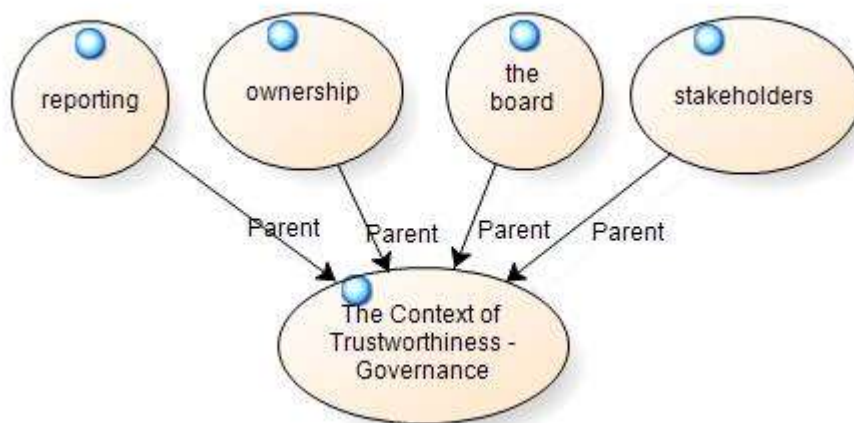 reporting
ownership
the
board
stakeholders
Parent
Parent
Parent
Parent
The Context of
Trustworthiness -
Governance